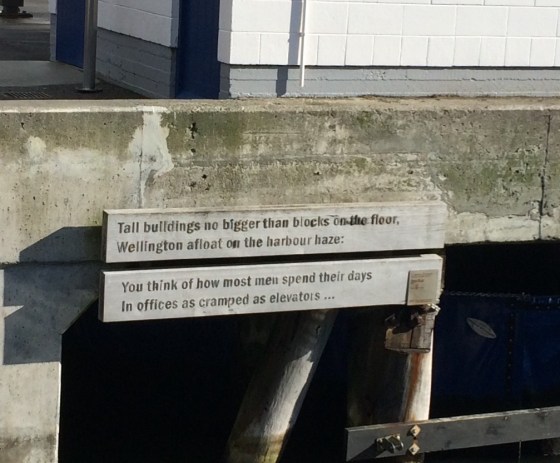 Tall buildings no bigger than blocks on the floor,
Wellington afloat on the harbour haze:
You think of how most men spend their days
In offices as cramped as elevators ...